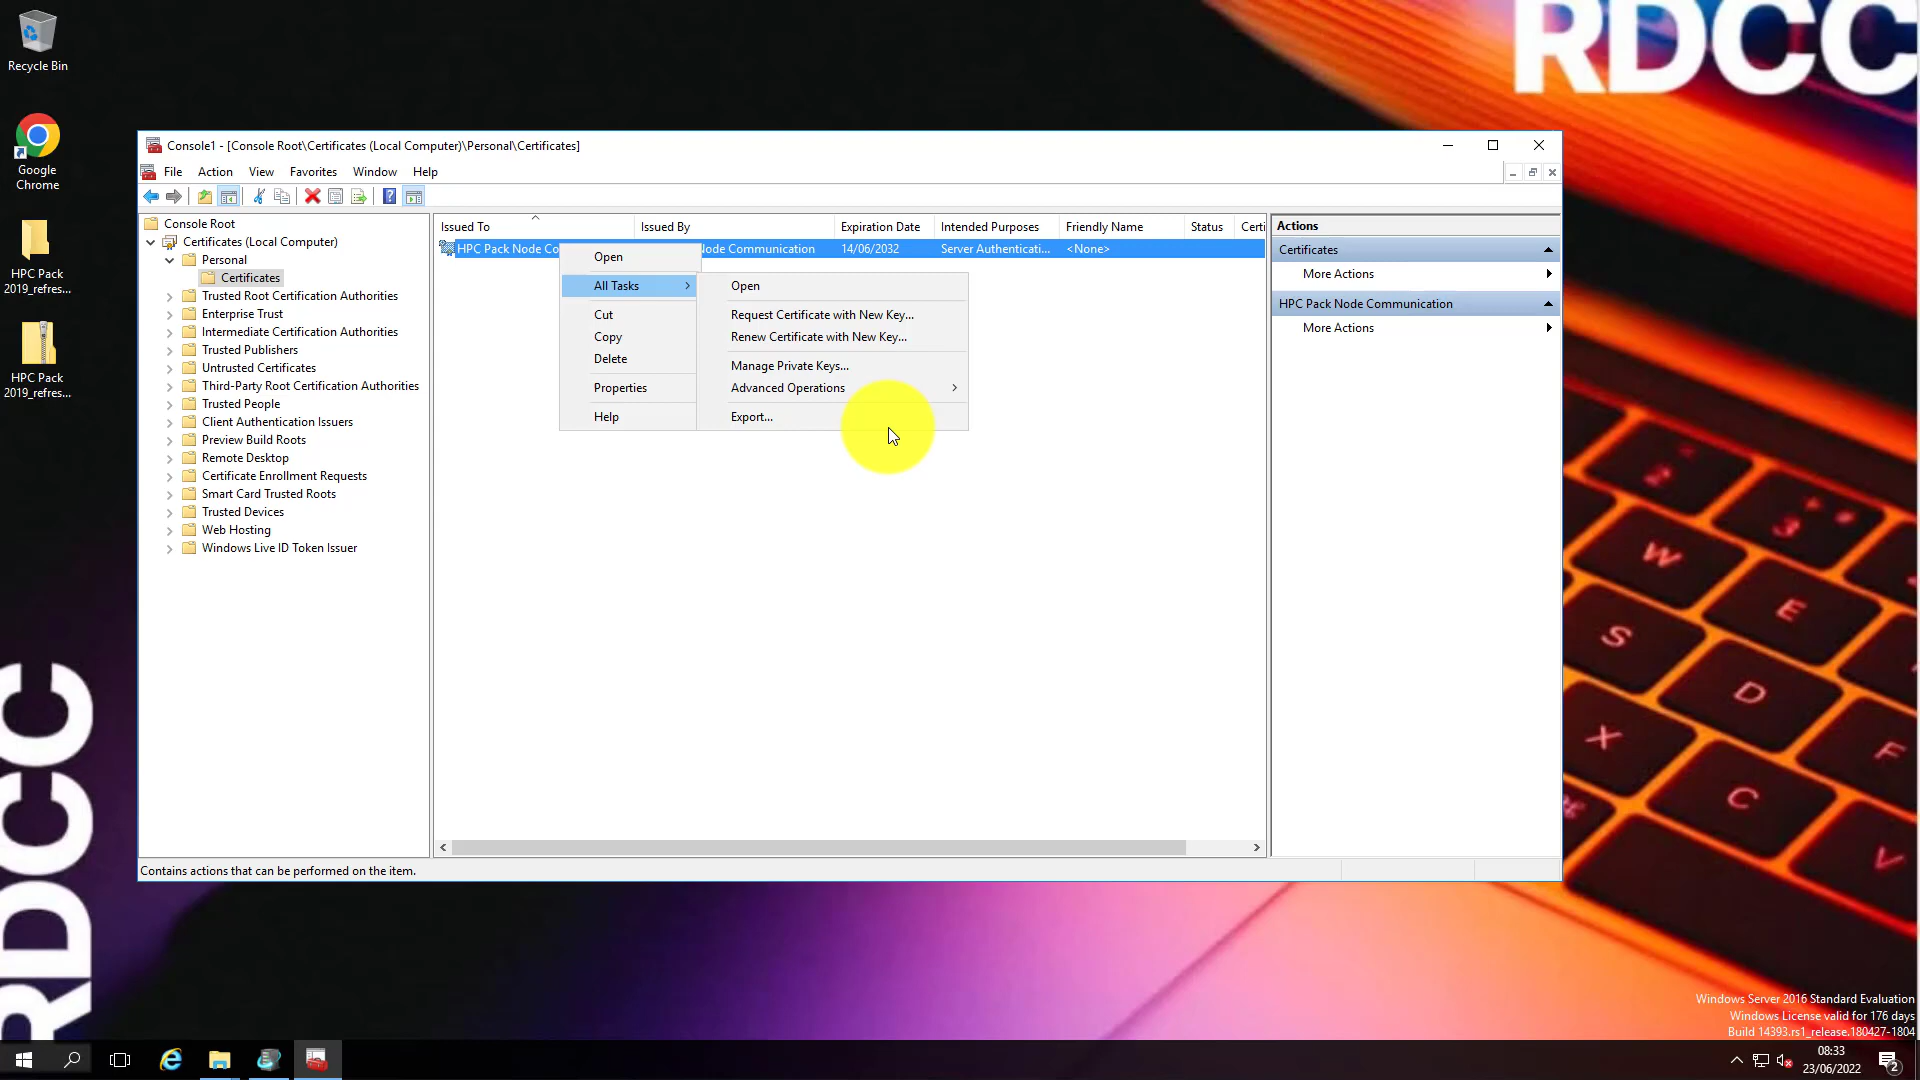 Recycle Bin
Google
Chrome
HPC Pack
2019_refres...
HPC Pack
2019_refres...
RDCC
RDCC
Console1 - [Console Root\Certificates (Local Computer)\Personal\Certificates]
File Action View Favorites Window Help
Console Root
Certificates (Local Computer)
Personal
Certificates
Trusted Root Certification Authorities
Enterprise Trust
Intermediate Certification Authorities
Trusted Publishers
Untrusted Certificates
Third-Party Root Certification Authorities
Trusted People
Client Authentication Issuers
Preview Build Roots
Remote Desktop
Certificate Enrollment Requests
Smart Card Trusted Roots
Trusted Devices
Web Hosting
Windows Live ID Token Issuer
Issued To Issued By Expiration Date Intended Purposes Friendly Name Status Certi
HPC Pack Node Co Node Communication 14/06/2032 Server Authenticati... <None>
Open
All Tasks
Cut
Copy
Delete
Properties
Help
Open
Request Certificate with New Key...
Renew Certificate with New Key...
Manage Private Keys...
Advanced Operations
Export...
Actions
Certificates
More Actions
HPC Pack Node Communication
More Actions
Contains actions that can be performed on the item.
2
3
W
E
S
D
X
C
F
V
Windows Server 2016 Standard Evaluation
Windows License valid for 176 days
Build 14393.rs1_release.180427-1804
08:33
23/06/2022
2